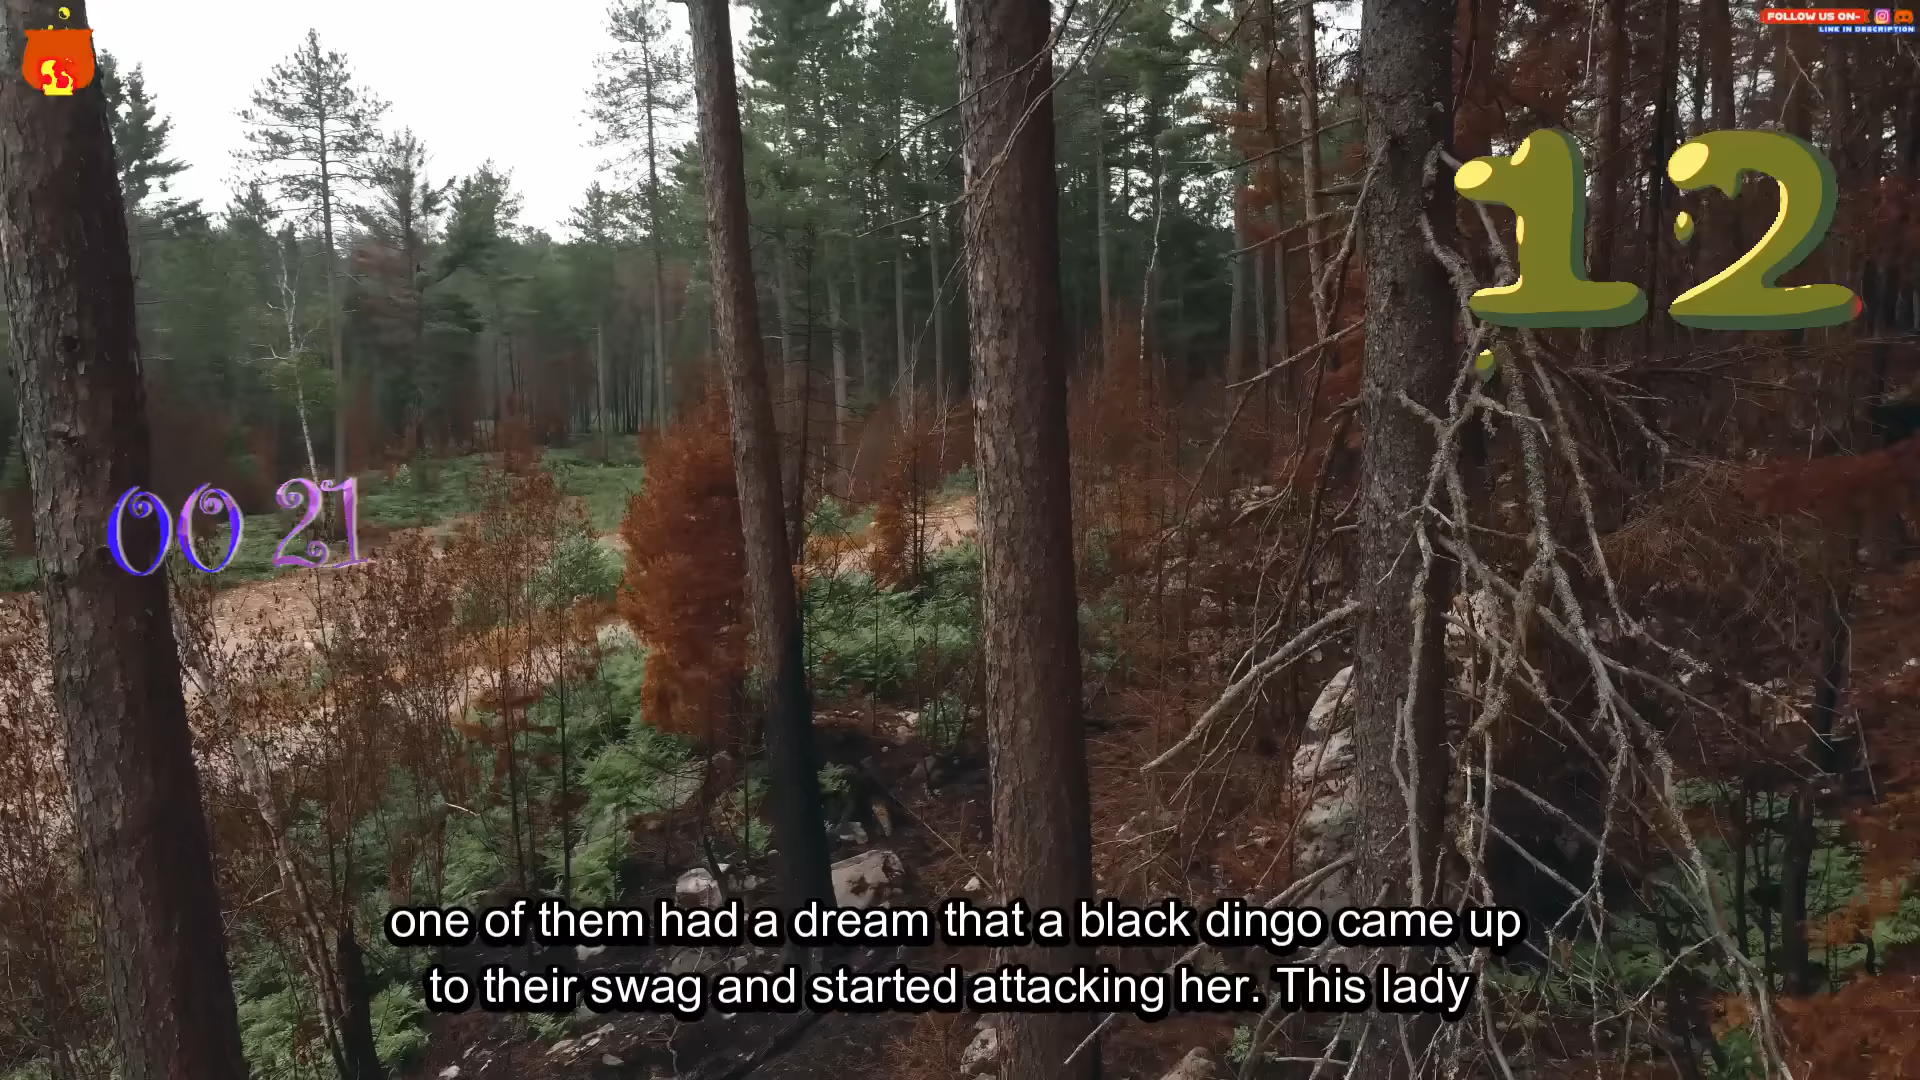 FOLLOW US ON-
LINK IN DESCRIPTION
12
00 21
one of them had a dream that a black dingo came up
to their swag and started attacking her. This lady